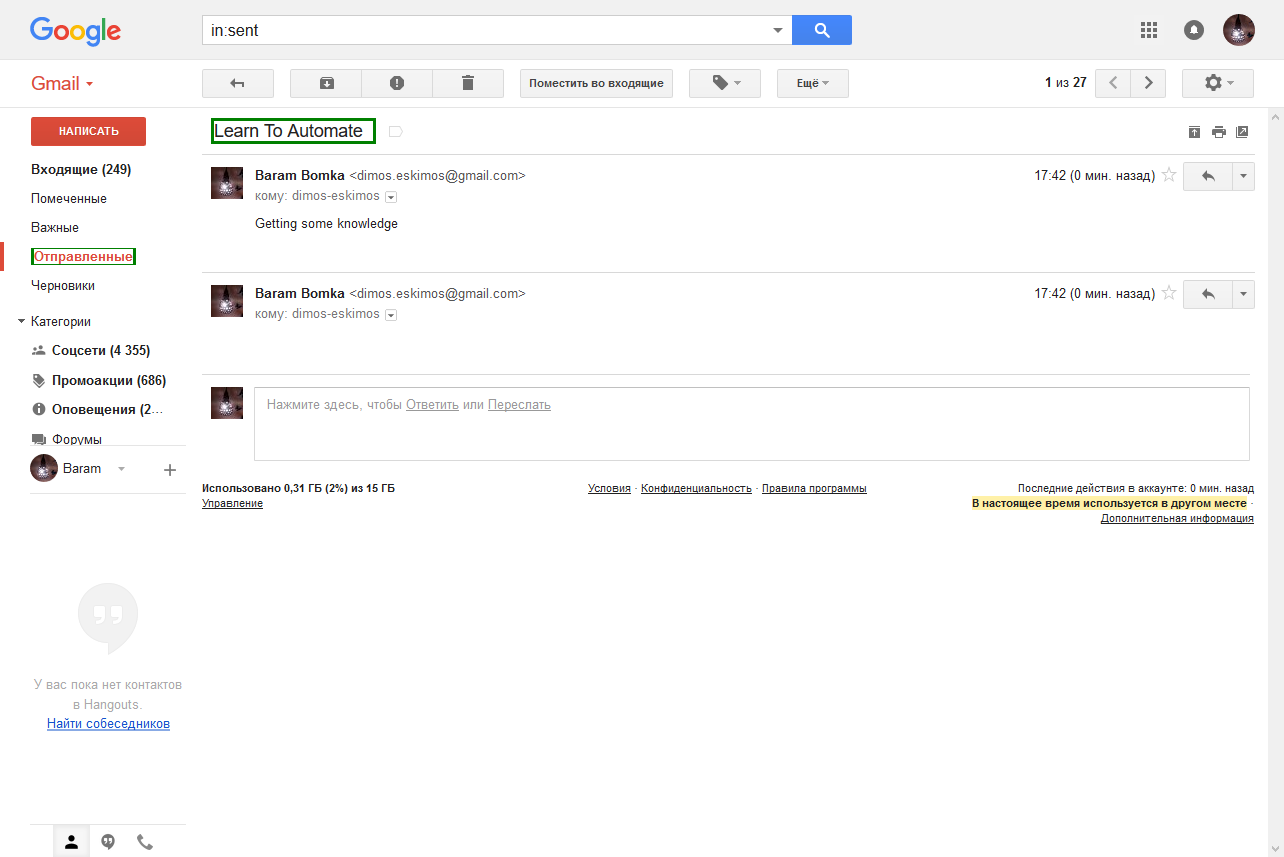 Google
in:sent
Gmail
Поместить во входящие
Ещё
1 из 27
НАПИСАТЬ
Входящие (249)
Помеченные
Важные
Отправленные
Черновики
Категории
Соцсети (4 355)
Промоакции (686)
Оповещения (2…
Форумы
Baram
У вас пока нет контактов
в Hangouts.
Найти собеседников
Learn To Automate
Baram Bomka <dimos.eskimos@gmail.com>
17:42 (0 мин. назад)
кому: dimos-eskimos
Getting some knowledge
Baram Bomka <dimos.eskimos@gmail.com>
17:42 (0 мин. назад)
кому: dimos-eskimos
Нажмите здесь, чтобы Ответить или Переслать
Использовано 0,31 ГБ (2%) из 15 ГБ
Управление
Условия - Конфиденциальность - Правила программы
Последние действия в аккаунте: 0 мин. назад
В настоящее время используется в другом месте -
Дополнительная информация